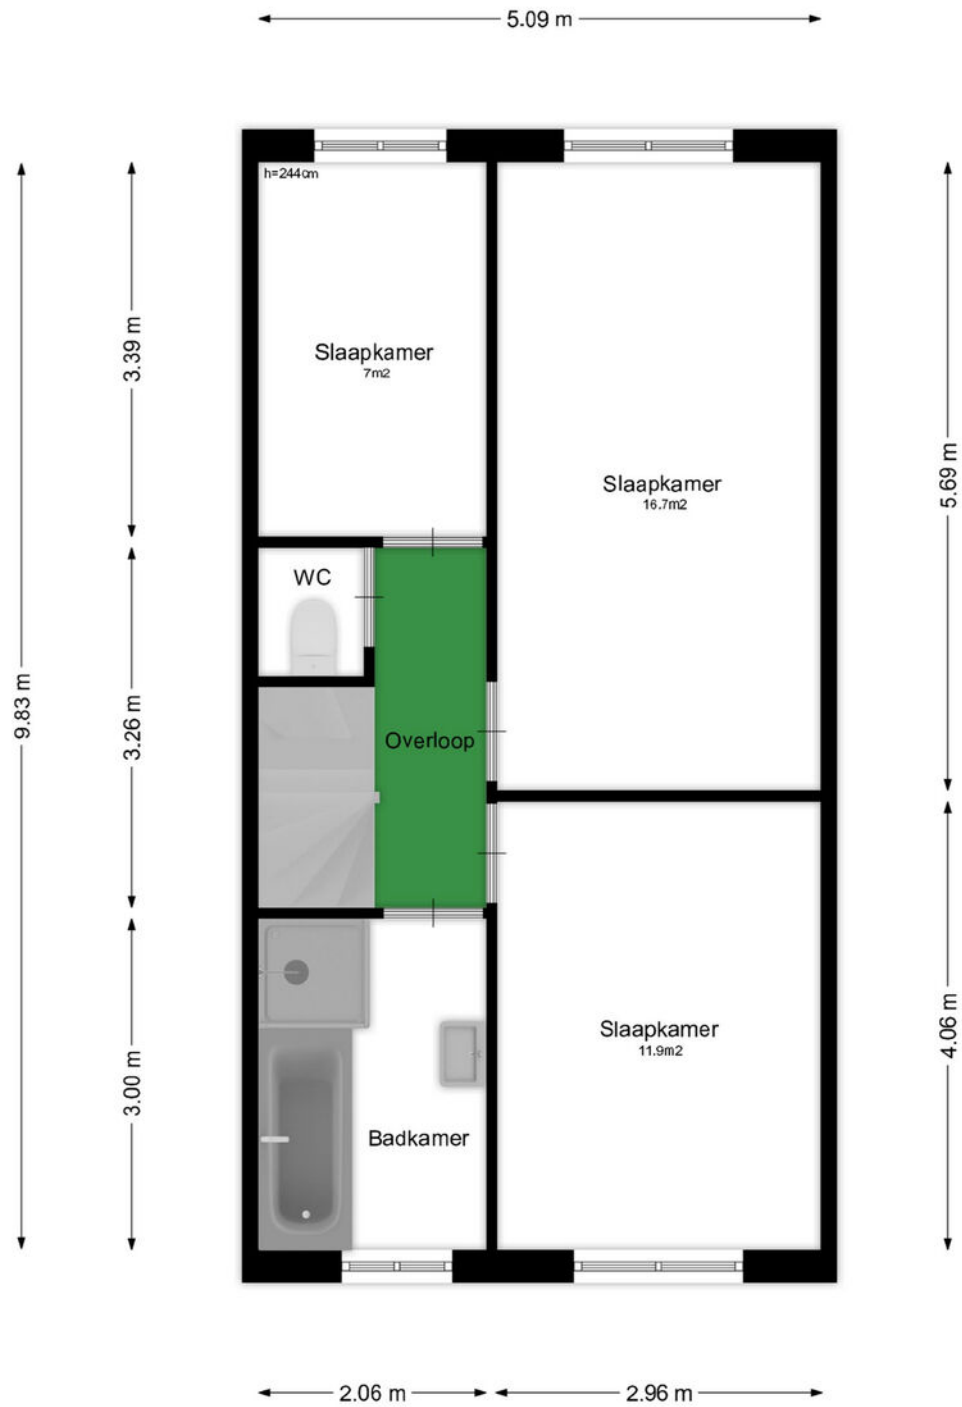 5.09 m
h=244cm
3.39 m
Slaapkamer
7m2
Slaapkamer
16.7m2
5.69 m
WC
9.83 m
3.26 m
Overloop
Slaapkamer
11.9m2
4.06 m
3.00 m
Badkamer
2.06 m
2.96 m